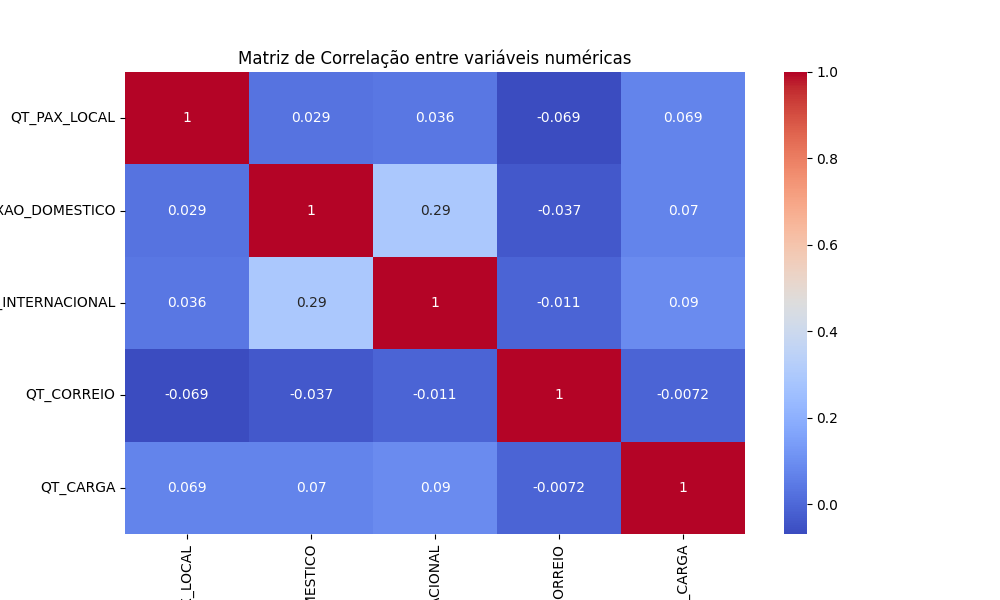 Matriz de Correlação entre variáveis numéricas
QT_PAX_LOCAL 1 0.029 0.036 -0.069 0.069
XAO_DOMESTICO 0.029 1 0.29 -0.037 0.07
_INTERNACIONAL 0.036 0.29 1 -0.011 0.09
QT_CORREIO -0.069 -0.037 -0.011 1 -0.0072
QT_CARGA 0.069 0.07 0.09 -0.0072 1
_LOCAL
MESTICO
ACIONAL
ORREIO
_CARGA
1.0
0.8
0.6
0.4
0.2
0.0